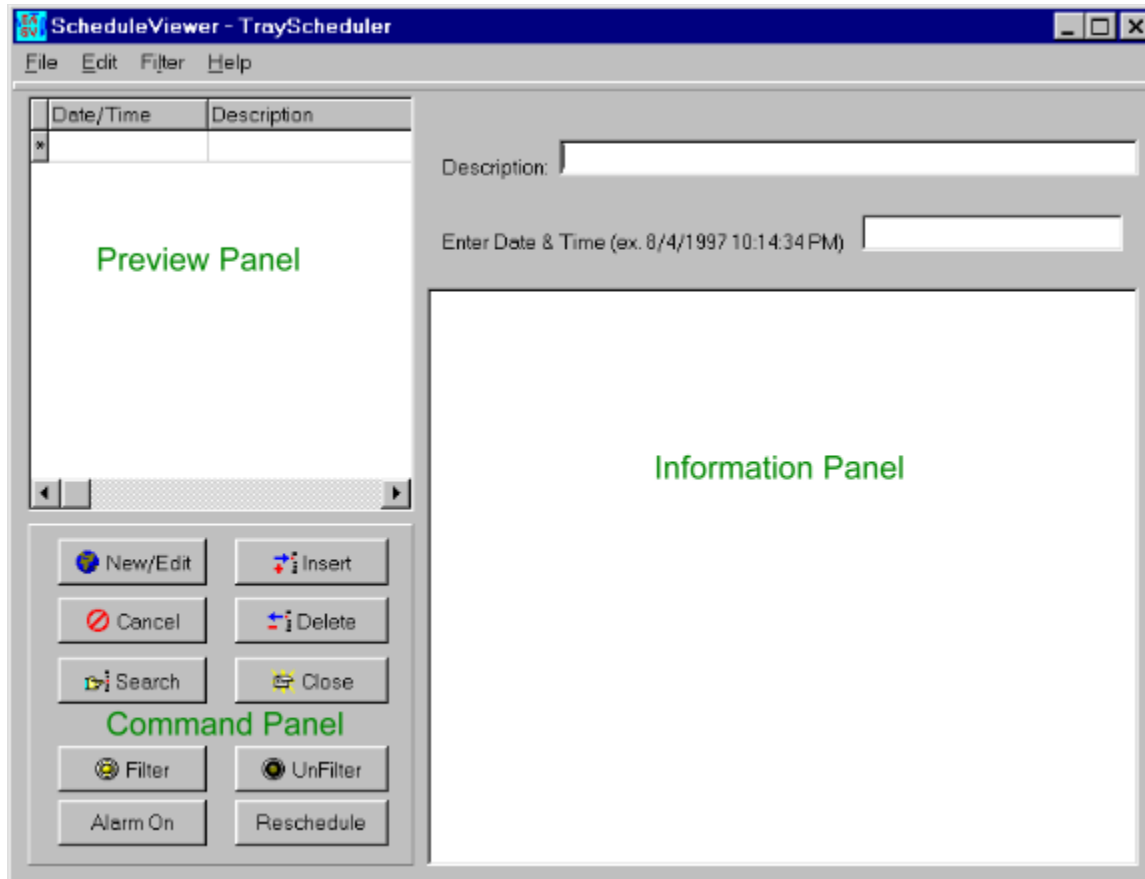 ScheduleViewer - TrayScheduler
File Edit Filter Help
Date/Time Description
*
Preview Panel
Description:
Enter Date & Time (ex. 8/4/1997 10:14:34 PM)
Information Panel
New/Edit Insert
Cancel Delete
Search Close
Command Panel
Filter UnFilter
Alarm On Reschedule